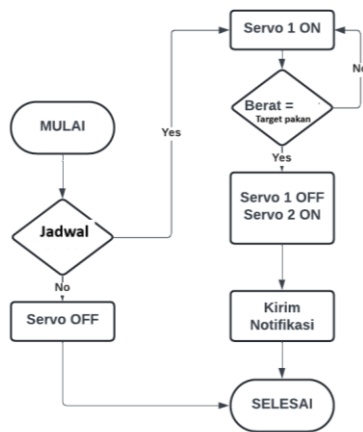 MULAI
Jadwal
No
Servo OFF
Yes
Servo 1 ON
No
Berat =
Target pakan
Yes
Servo 1 OFF
Servo 2 ON
Kirim
Notifikasi
SELESAI